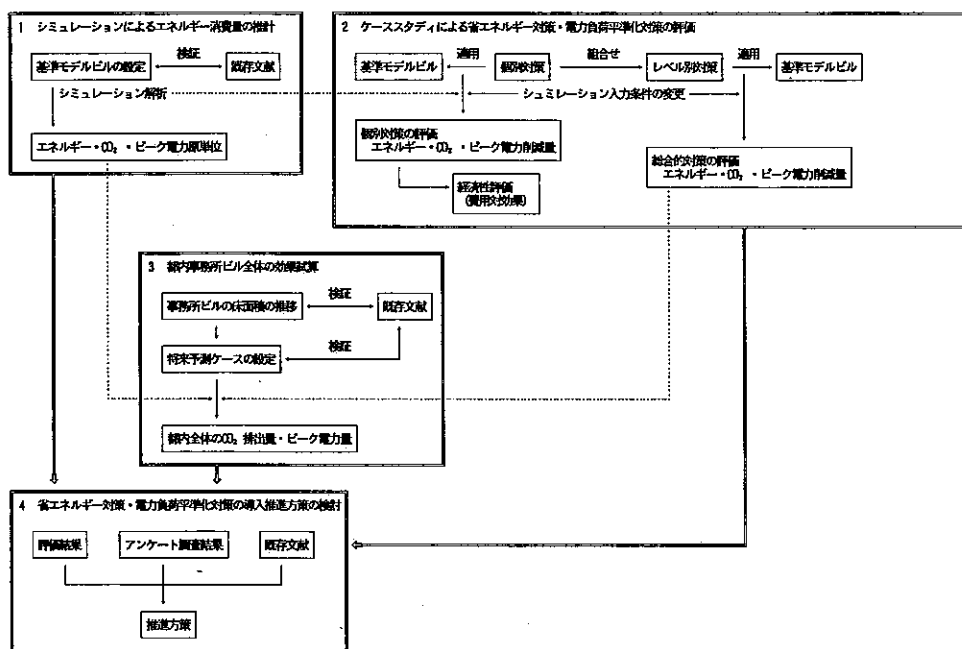 1 シミュレーションによるエネルギー消費量の推計
基準モデルビルの設定
検証
既存文献
シミュレーション解析
エネルギー・CO₂ ・ピーク電力原単位
2 ケーススタディによる省エネルギー対策・電力負荷平準化対策の評価
基準モデルビル
適用
個別対策
組合せ
レベル別対策
適用
基準モデルビル
シュミレーション入力条件の変更
個別対策の評価
エネルギー・CO₂ ・ピーク電力削減量
経済性評価
(費用対効果)
総合的対策の評価
エネルギー・CO₂ ・ピーク電力削減量
3 都内事務所ビル全体の効果試算
事務所ビルの床面積の推移
検証
既存文献
将来予測ケースの設定
検証
都内全体のCO₂ 排出量・ピーク電力量
4 省エネルギー対策・電力負荷平準化対策の導入推進方策の検討
評価結果
アンケート調査結果
既存文献
推進方策